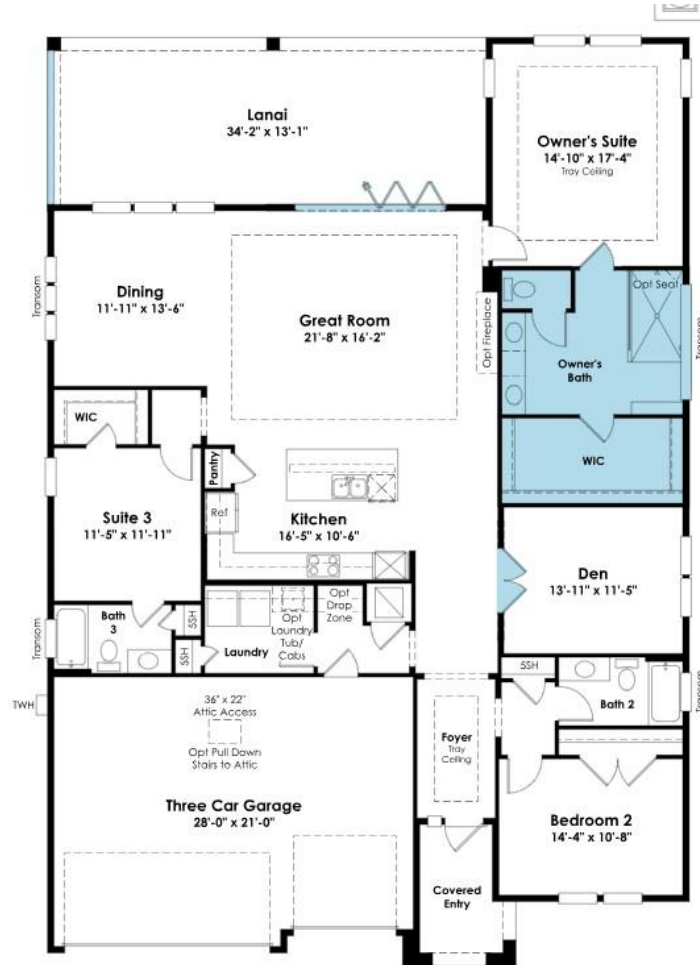 Lanai
34'-2" x 13'-1"
Owner's Suite
14'-10" x 17'-4"
Tray Ceiling
Transom
Dining
11'-11" x 13'-6"
Great Room
21'-8" x 16'-2"
Opt Fireplace
Opt Seat
Owner's
Bath
Transom
WIC
WIC
Pantry
Suite 3
11'-5" x 11'-11"
Ref
Kitchen
16'-5" x 10'-6"
Den
13'-11" x 11'-5"
Transom
Bath
3
5SH
5SH
Laundry
Opt
Laundry
Tub/
Cabs
Opt
Drop
Zone
5SH
Bath 2
Transom
TWH
36" x 22"
Attic Access
Opt Pull Down
Stairs to Attic
Foyer
Tray
Ceiling
Three Car Garage
28'-0" x 21'-0"
Bedroom 2
14'-4" x 10'-8"
Covered
Entry